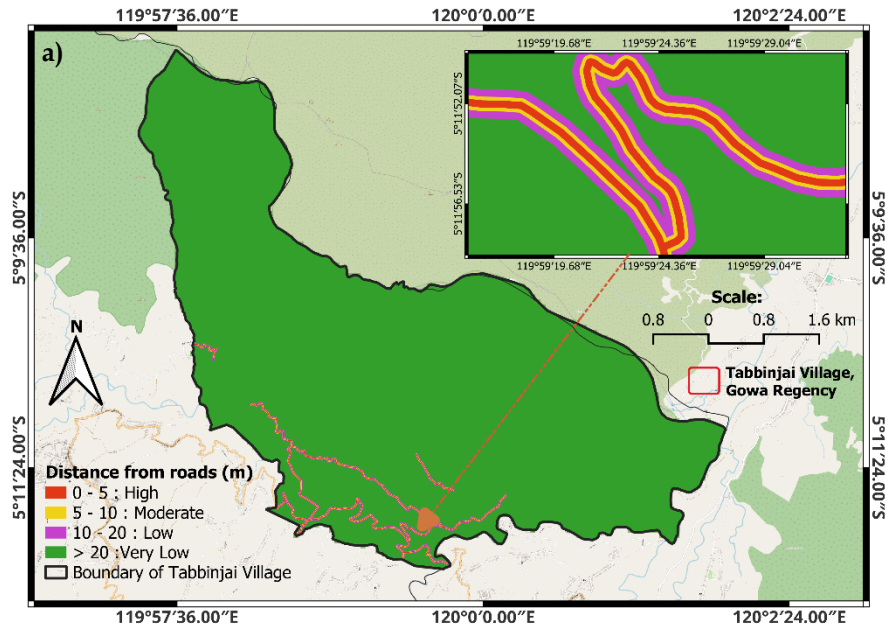 119°57′36.00″E 120°0′0.00″E 120°2′24.00″E
a)
119°59′19.68″E 119°59′24.36″E 119°59′29.04″E
5°11′52.07″S
5°11′56.53″S
119°59′19.68″E 119°59′24.36″E 119°59′29.04″E
5°9′36.00″S
5°9′36.00″S
Scale:
0.8 0 0.8 1.6 km
N
Tabbinjai Village,
Gowa Regency
5°11′24.00″S
5°11′24.00″S
Distance from roads (m)
0 - 5 : High
5 - 10 : Moderate
10 - 20 : Low
> 20 :Very Low
Boundary of Tabbinjai Village
119°57′36.00″E 120°0′0.00″E 120°2′24.00″E